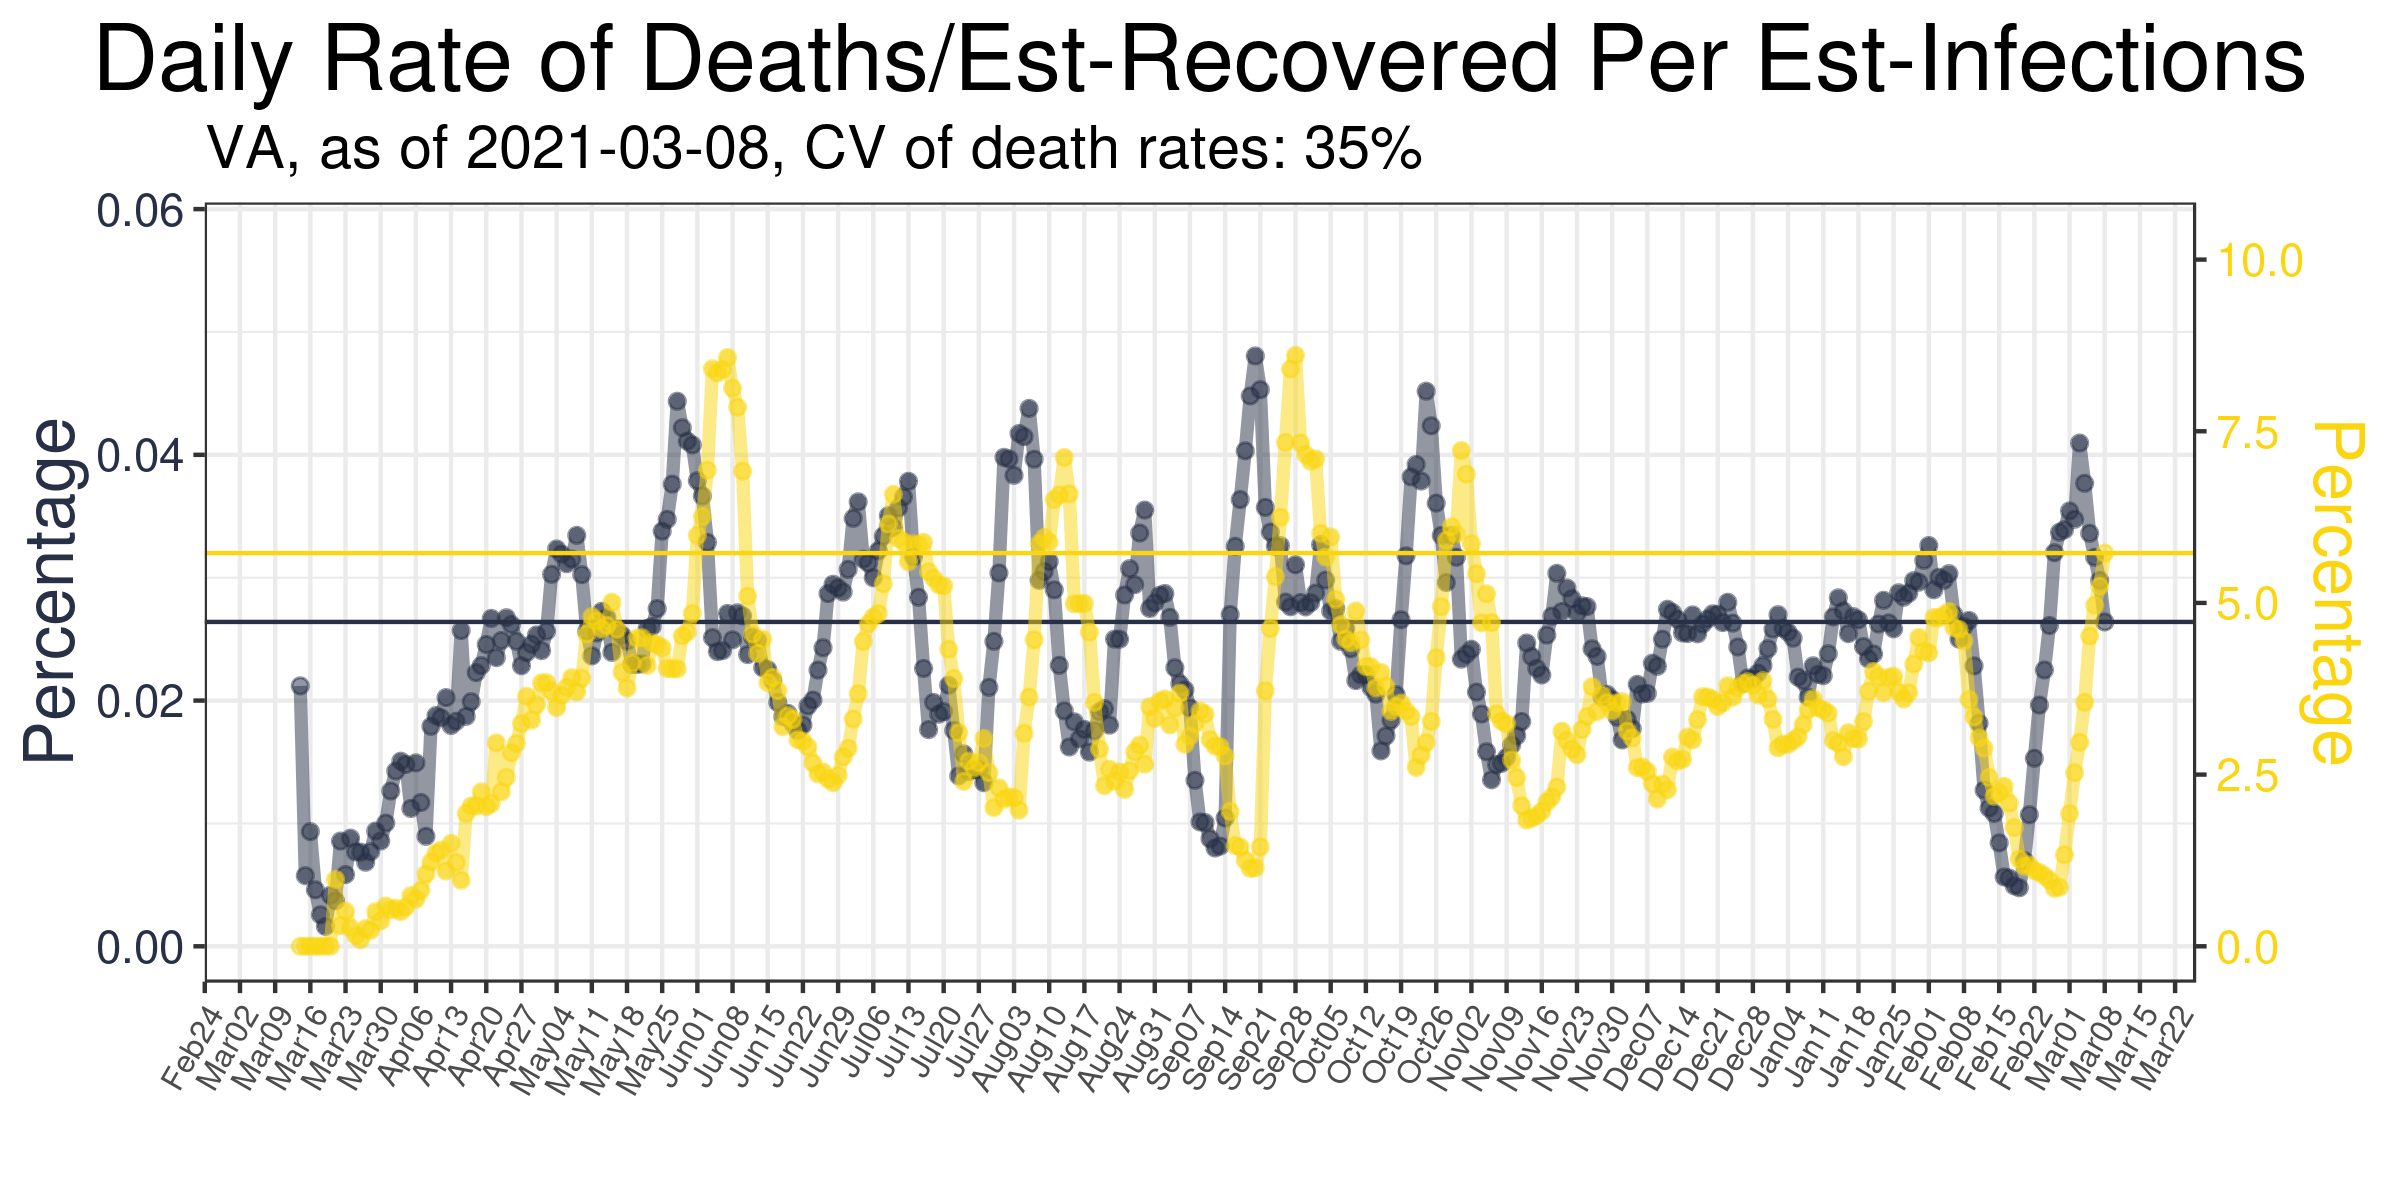 Daily Rate of Deaths/Est-Recovered Per Est-Infections
VA, as of 2021-03-08, CV of death rates: 35%
Percentage
0.06
0.04
0.02
0.00
10.0
7.5
5.0
2.5
0.0
Percentage
Feb24
Mar02
Mar09
Mar16
Mar23
Mar30
Apr06
Apr13
Apr20
Apr27
May04
May11
May18
May25
Jun01
Jun08
Jun15
Jun22
Jun29
Jul06
Jul13
Jul20
Jul27
Aug03
Aug10
Aug17
Aug24
Aug31
Sep07
Sep14
Sep21
Sep28
Oct05
Oct12
Oct19
Oct26
Nov02
Nov09
Nov16
Nov23
Nov30
Dec07
Dec14
Dec21
Dec28
Jan04
Jan11
Jan18
Jan25
Feb01
Feb08
Feb15
Feb22
Mar01
Mar08
Mar15
Mar22